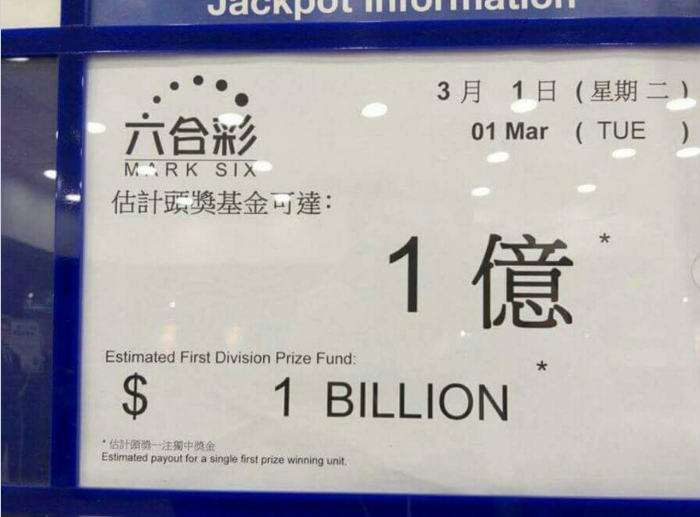 Jackpot Information
3月 1日 (星期二)
01 Mar ( TUE )
六合彩
MARK SIX
估計頭獎基金可達:
1 億 *
Estimated First Division Prize Fund:
$ 1 BILLION *
* 估計頭獎一注獨中獎金
Estimated payout for a single first prize winning unit.